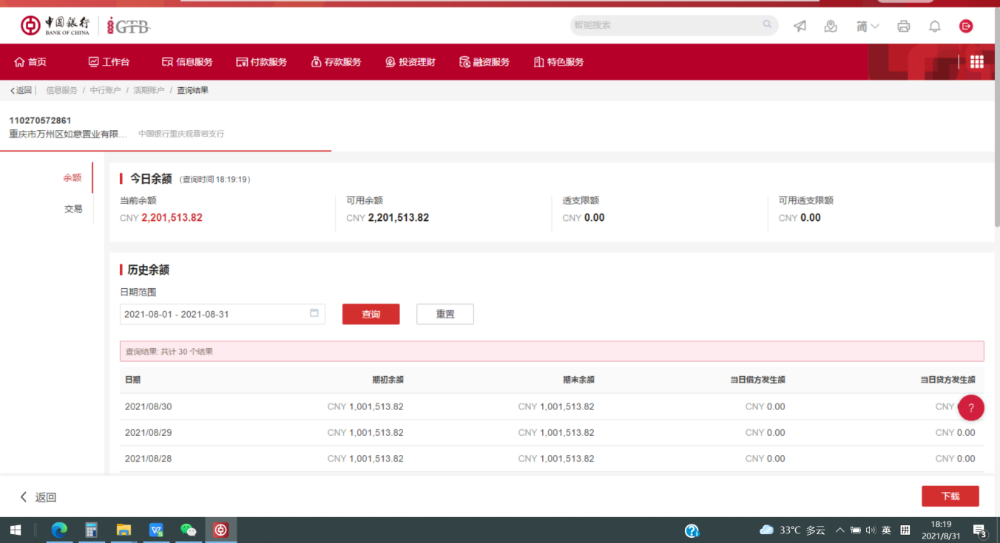 中国银行 BANK OF CHINA iGTB 智能搜索 简
首页 工作台 信息服务 付款服务 存款服务 投资理财 融资服务 特色服务
返回 | 信息服务 / 中行账户 / 活期账户 / 查询结果
110270572861
重庆市万州区如意置业有限... 中国银行重庆观音岩支行
余额
交易
今日余额 (查询时间 18:19:19)
当前余额 可用余额 透支限额 可用透支限额
CNY 2,201,513.82 CNY 2,201,513.82 CNY 0.00 CNY 0.00
历史余额
日期范围
2021-08-01 - 2021-08-31 查询 重置
查询结果: 共计 30 个结果
日期 期初余额 期末余额 当日借方发生额 当日贷方发生额
2021/08/30 CNY 1,001,513.82 CNY 1,001,513.82 CNY 0.00 CNY
2021/08/29 CNY 1,001,513.82 CNY 1,001,513.82 CNY 0.00 CNY 0.00
2021/08/28 CNY 1,001,513.82 CNY 1,001,513.82 CNY 0.00 CNY 0.00
?
返回 下载
33°C 多云 英 拼 18:19
2021/8/31 3